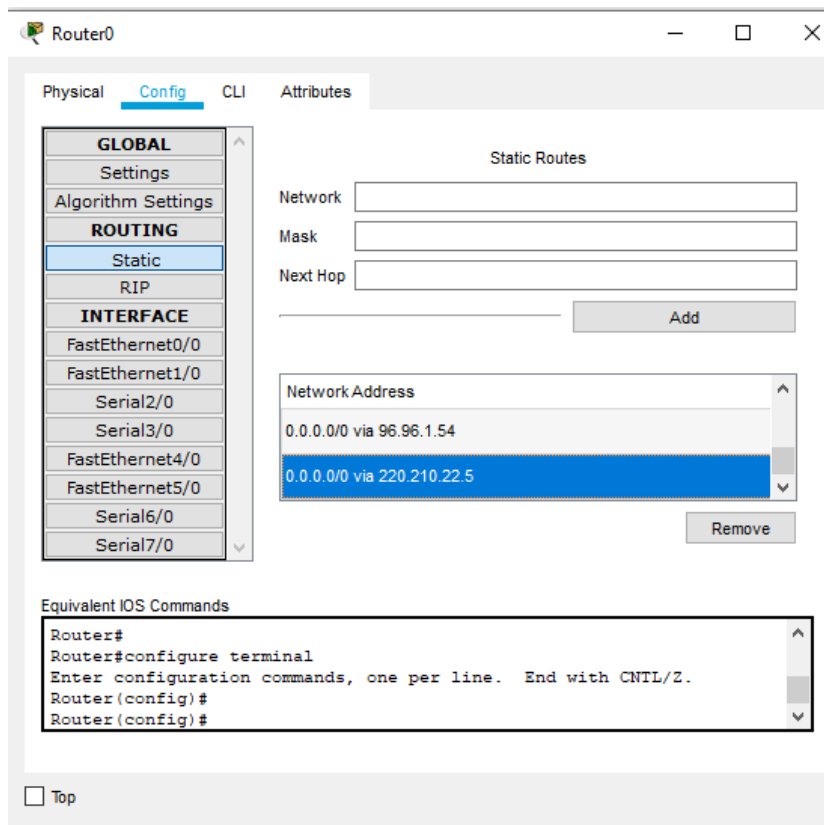 Router0
Physical Config CLI Attributes
GLOBAL
Settings
Algorithm Settings
ROUTING
Static
RIP
INTERFACE
FastEthernet0/0
FastEthernet1/0
Serial2/0
Serial3/0
FastEthernet4/0
FastEthernet5/0
Serial6/0
Serial7/0
Static Routes
Network
Mask
Next Hop
Add
Network Address
0.0.0.0/0 via 96.96.1.54
0.0.0.0/0 via 220.210.22.5
Remove
Equivalent IOS Commands
Router#
Router#configure terminal
Enter configuration commands, one per line.  End with CNTL/Z.
Router(config)#
Router(config)#
Top